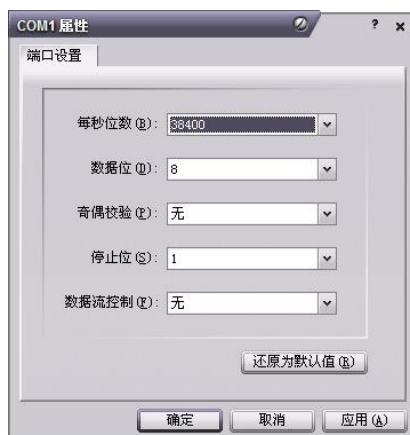 COM1 属性
端口设置
每秒位数(B): 38400
数据位(D): 8
奇偶校验(P): 无
停止位(S): 1
数据流控制(F): 无
还原为默认值(R)
确定 取消 应用(A)